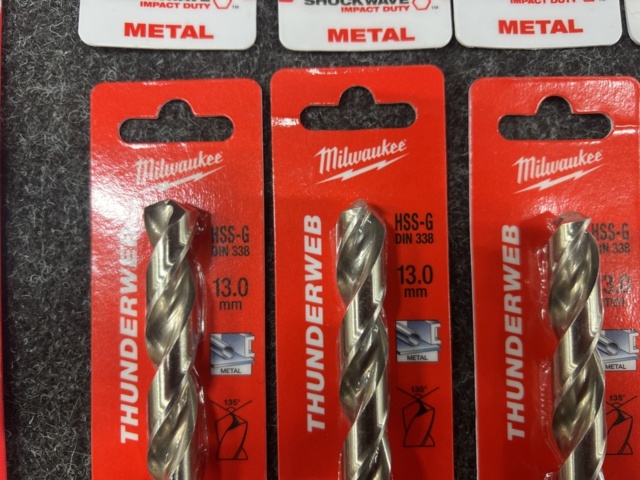 IMPACT DUTY
METAL
SHOCKWAVE
IMPACT DUTY
METAL
IMPACT DUTY
METAL
Milwaukee
THUNDERWEB
HSS-G
DIN 338
13.0
mm
METAL
135°
Milwaukee
THUNDERWEB
HSS-G
DIN 338
13.0
mm
METAL
135°
Milwaukee
THUNDERWEB
HSS-G
DIN 338
METAL
135°